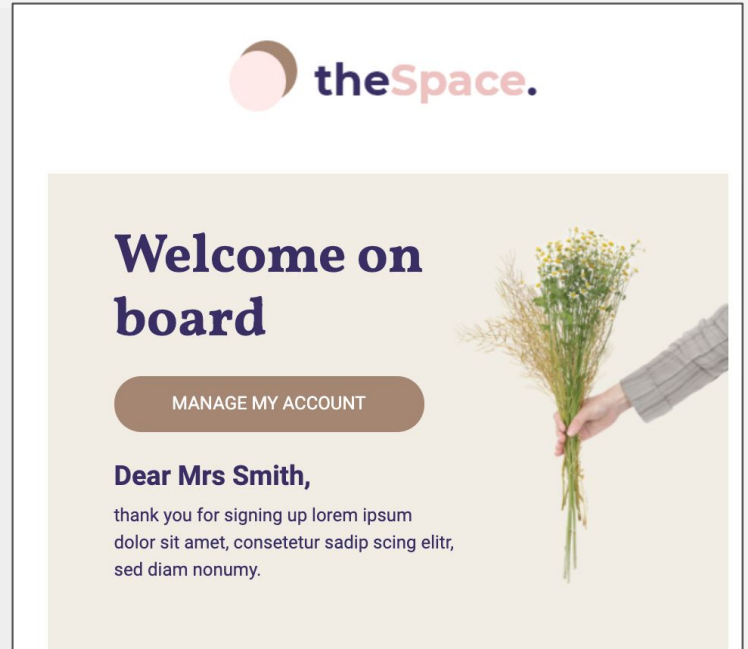 theSpace.
Welcome on
board
MANAGE MY ACCOUNT
Dear Mrs Smith,
thank you for signing up lorem ipsum
dolor sit amet, consetetur sadip scing elitr,
sed diam nonumy.